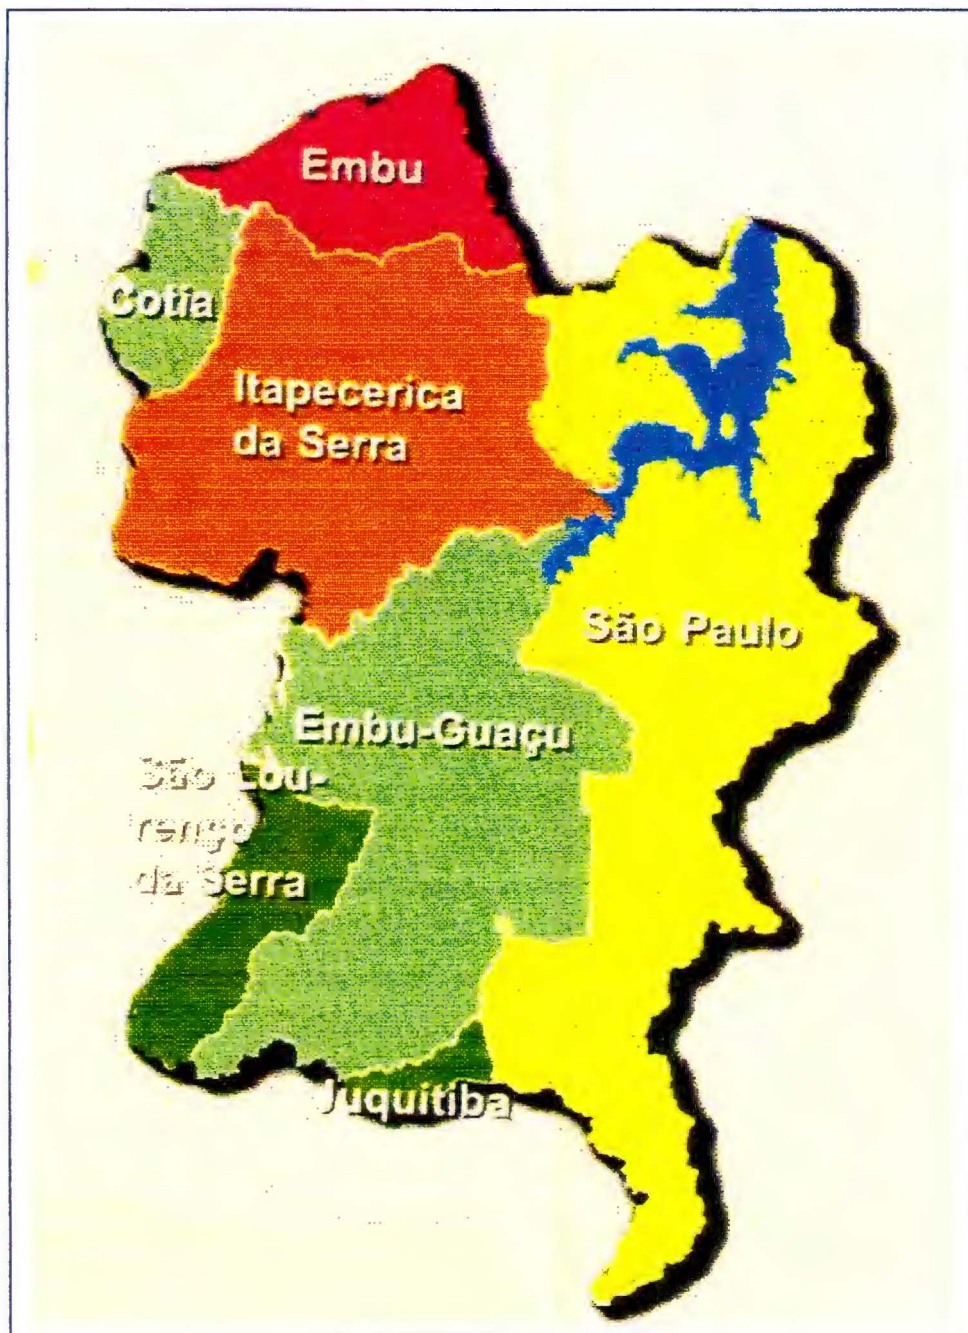 Embu
Cotia
Itapecerica
da Serra
São Paulo
Embu-Guaçu
São Lou-
renço
da Serra
Juquitiba